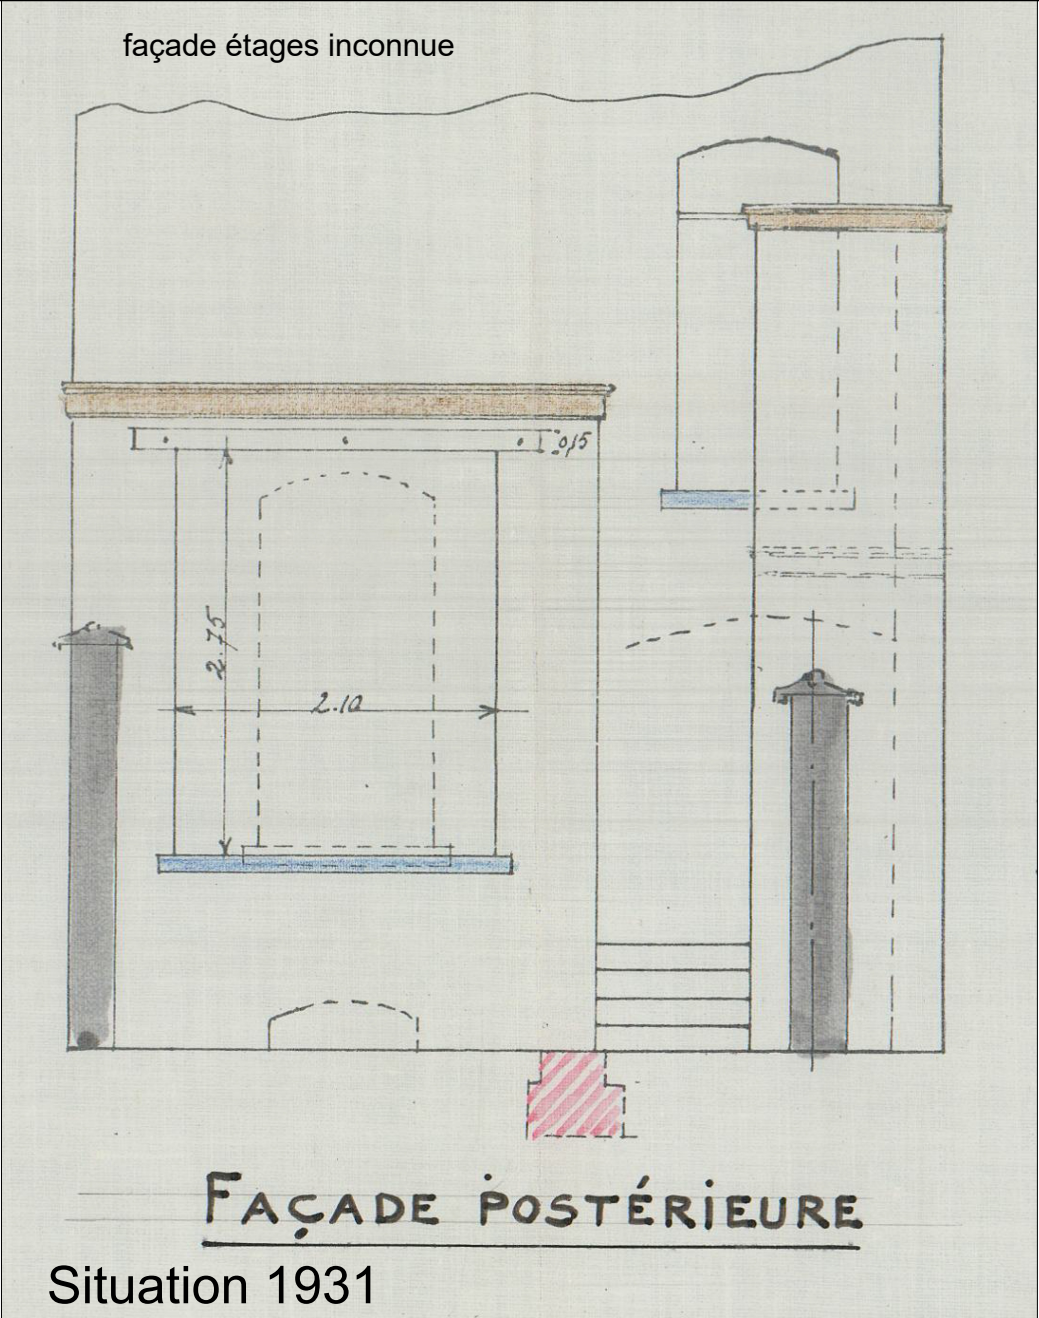 façade étages inconnue
0,15
2.75
2.10
FAÇADE POSTÉRIEURE
Situation 1931